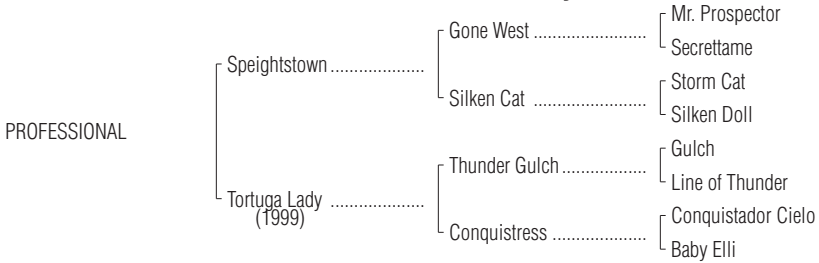 Mr. Prospector
Gone West ........................
Secrettame
Speightstown ....................
Storm Cat
Silken Cat ........................
Silken Doll
PROFESSIONAL
Gulch
Thunder Gulch ..................
Line of Thunder
Tortuga Lady ....................
(1999)
Conquistador Cielo
Conquistress ....................
Baby Elli